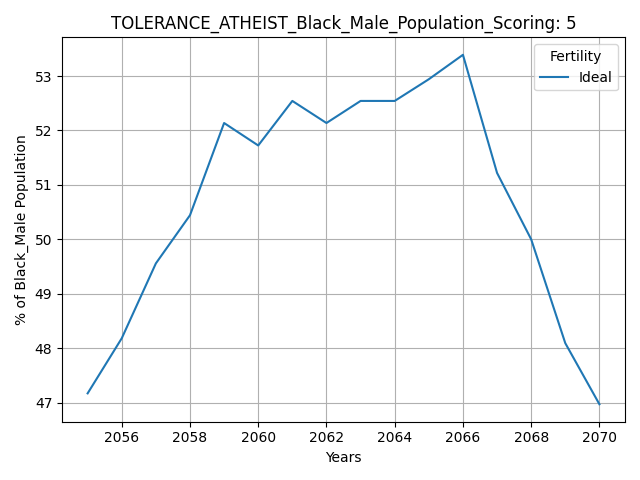 TOLERANCE_ATHEIST_Black_Male_Population_Scoring: 5
Fertility
Ideal
% of Black_Male Population
53
52
51
50
49
48
47
2056 2058 2060 2062 2064 2066 2068 2070
Years